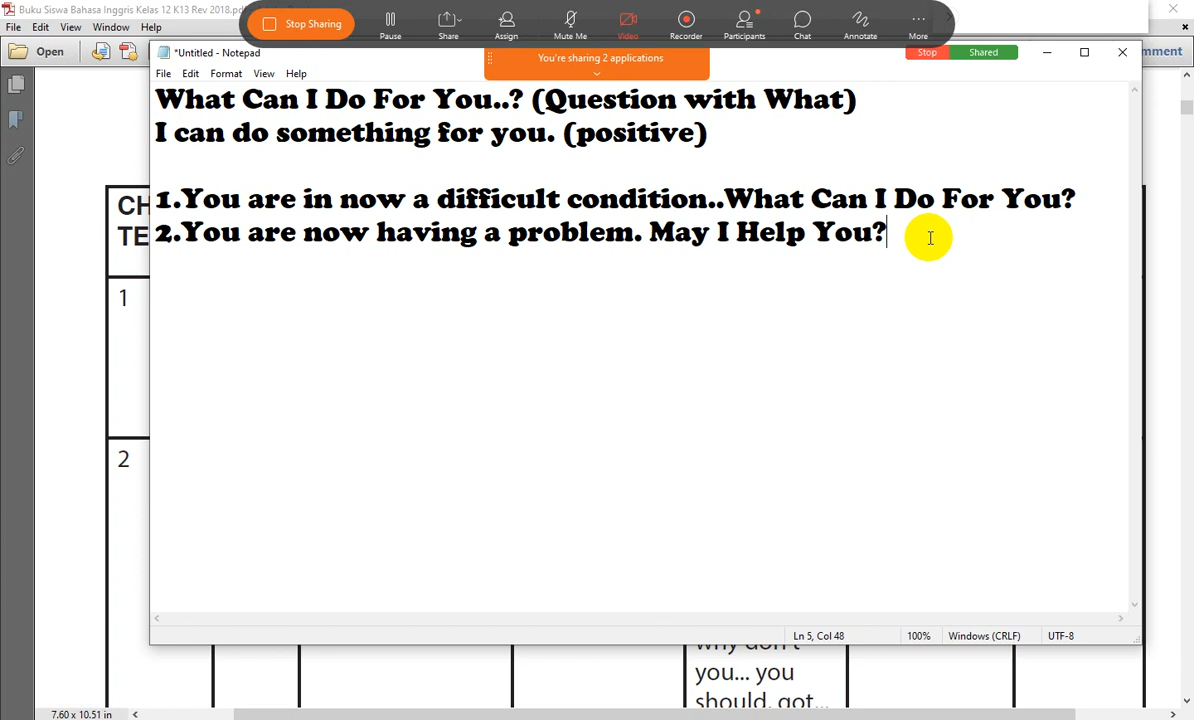 Buku Siswa Bahasa Inggris Kelas 12 K13 Rev 2018.pd
File Edit View Window Help
Open
Stop Sharing
Pause Share Assign Mute Me Video Recorder Participants Chat Annotate More
You're sharing 2 applications
Stop Shared
mment
*Untitled - Notepad
File Edit Format View Help
What Can I Do For You..? (Question with What)
I can do something for you. (positive)
1.You are in now a difficult condition..What Can I Do For You?
2.You are now having a problem. May I Help You?
CH
TE
1
2
Ln 5, Col 48 100% Windows (CRLF) UTF-8
why don't
you... you
should, got...
7.60 x 10.51 in